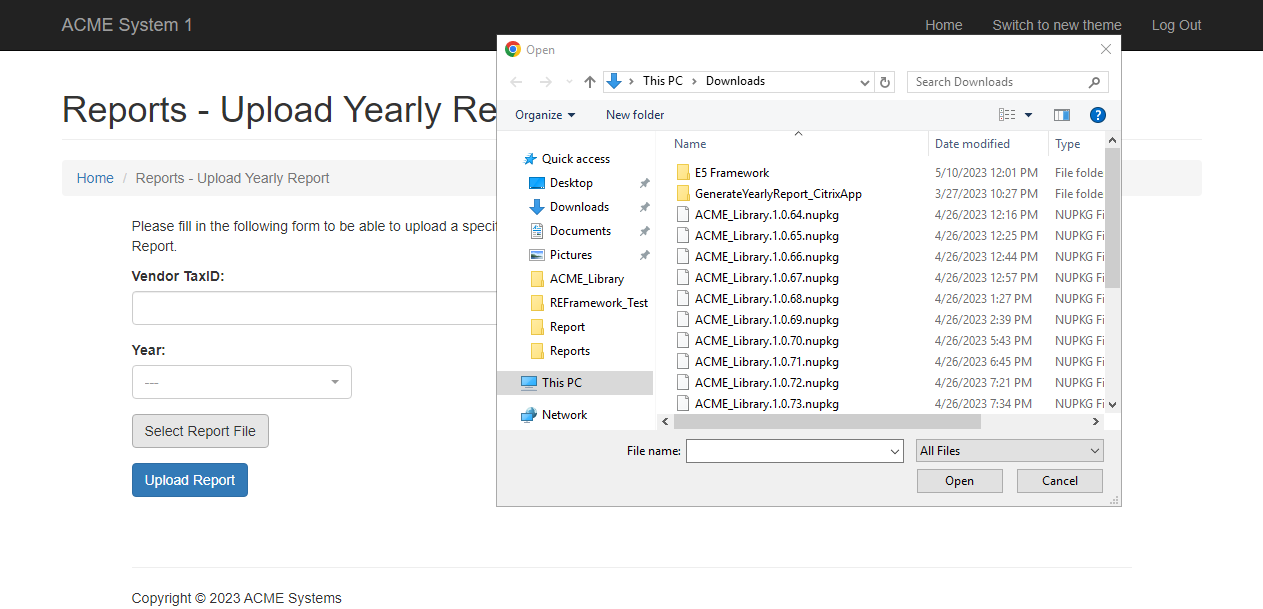 ACME System 1
Home
Switch to new theme
Log Out
Reports - Upload Yearly Re
Home / Reports - Upload Yearly Report
Please fill in the following form to be able to upload a specif
Report.
Vendor TaxID:
Year:
---
Select Report File
Upload Report
Copyright © 2023 ACME Systems
Open
This PC > Downloads
Search Downloads
Organize
New folder
?
Quick access
Desktop
Downloads
Documents
Pictures
ACME_Library
REFramework_Test
Report
Reports
This PC
Network
Name Date modified Type
E5 Framework 5/10/2023 12:01 PM File folde
GenerateYearlyReport_CitrixApp 3/27/2023 10:27 PM File folde
ACME_Library.1.0.64.nupkg 4/26/2023 12:16 PM NUPKG Fi
ACME_Library.1.0.65.nupkg 4/26/2023 12:25 PM NUPKG Fi
ACME_Library.1.0.66.nupkg 4/26/2023 12:44 PM NUPKG Fi
ACME_Library.1.0.67.nupkg 4/26/2023 12:57 PM NUPKG Fi
ACME_Library.1.0.68.nupkg 4/26/2023 1:27 PM NUPKG Fi
ACME_Library.1.0.69.nupkg 4/26/2023 2:39 PM NUPKG Fi
ACME_Library.1.0.70.nupkg 4/26/2023 5:43 PM NUPKG Fi
ACME_Library.1.0.71.nupkg 4/26/2023 6:45 PM NUPKG Fi
ACME_Library.1.0.72.nupkg 4/26/2023 7:21 PM NUPKG Fi
ACME_Library.1.0.73.nupkg 4/26/2023 7:34 PM NUPKG Fi
File name:
All Files
Open
Cancel